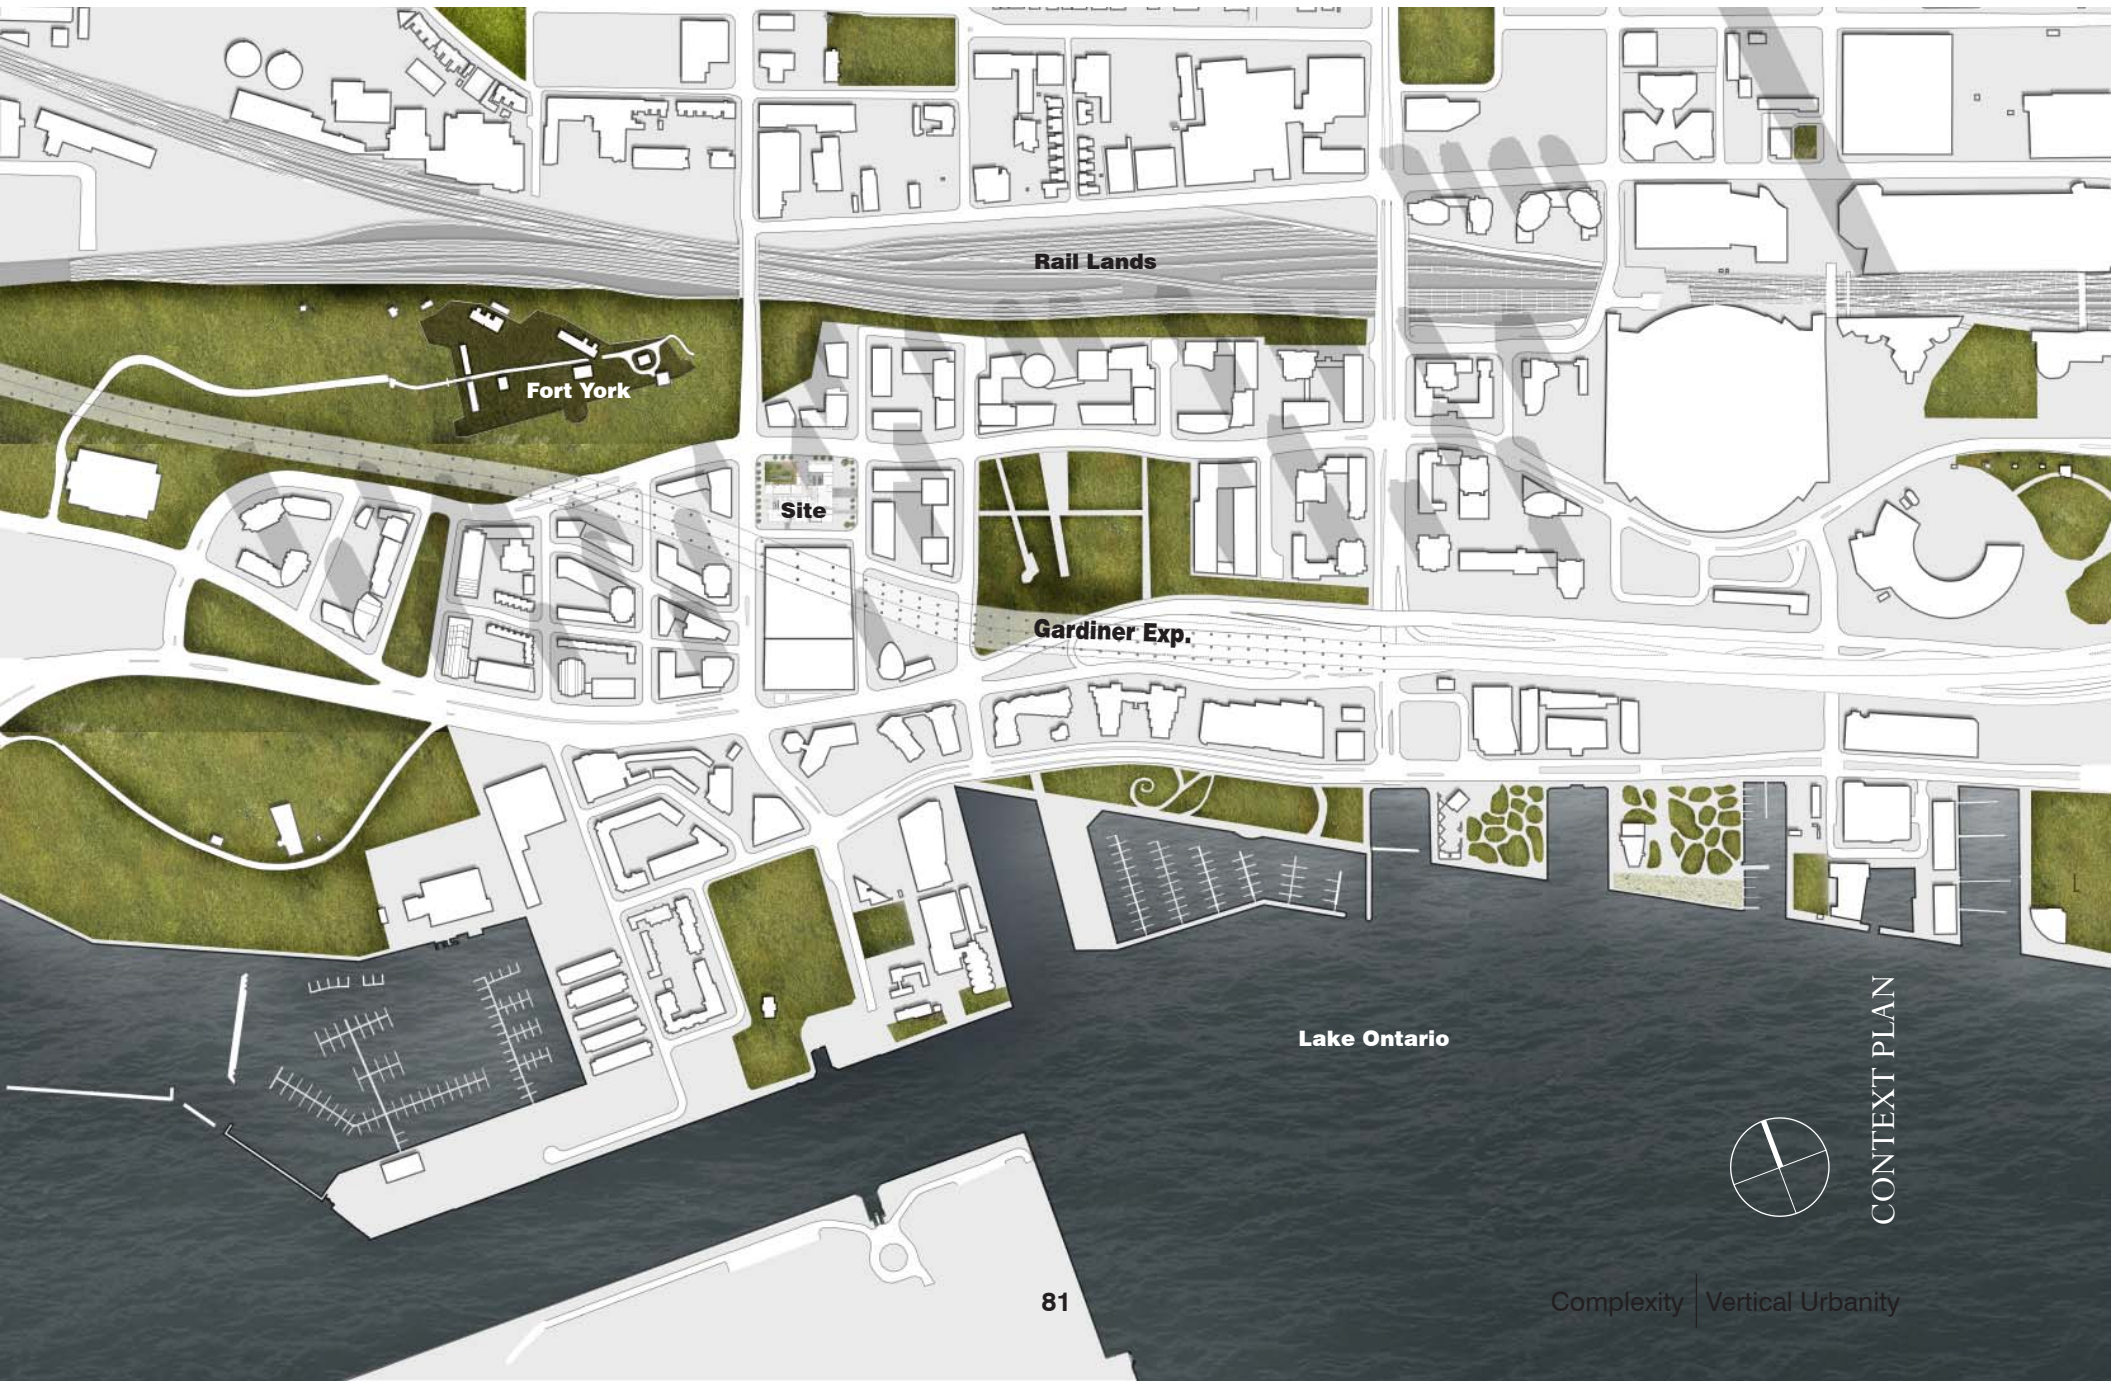 Rail Lands
Fort York
Site
Gardiner Exp.
Lake Ontario
CONTEXT PLAN
81
Complexity | Vertical Urbanity